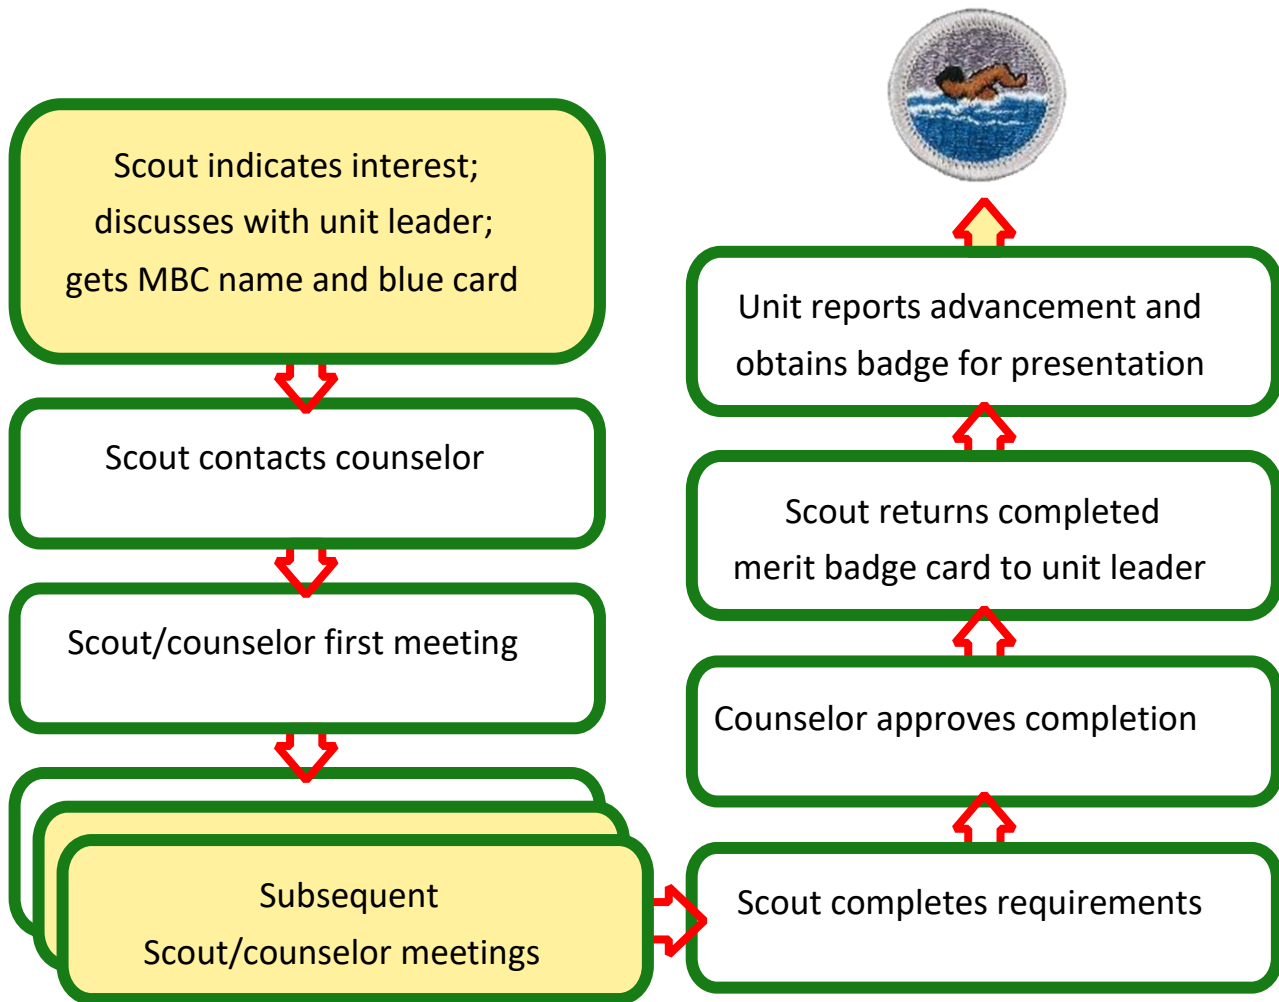 Scout indicates interest;
discusses with unit leader;
gets MBC name and blue card
Scout contacts counselor
Scout/counselor first meeting
Subsequent
Scout/counselor meetings
Scout completes requirements
Counselor approves completion
Scout returns completed
merit badge card to unit leader
Unit reports advancement and
obtains badge for presentation